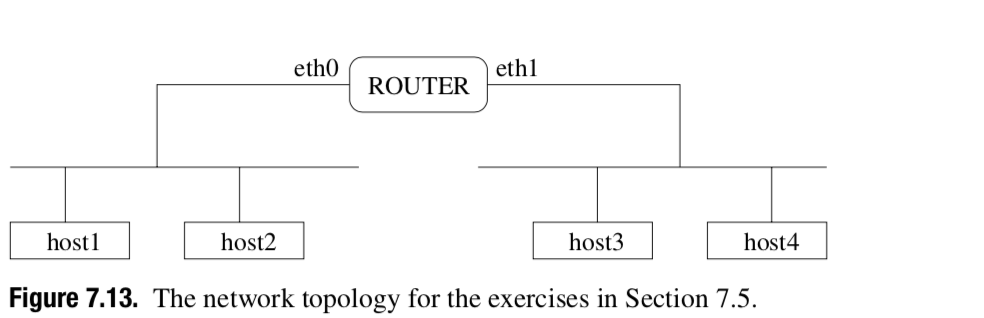 eth0 ROUTER eth1
host1 host2 host3 host4
Figure 7.13. The network topology for the exercises in Section 7.5.